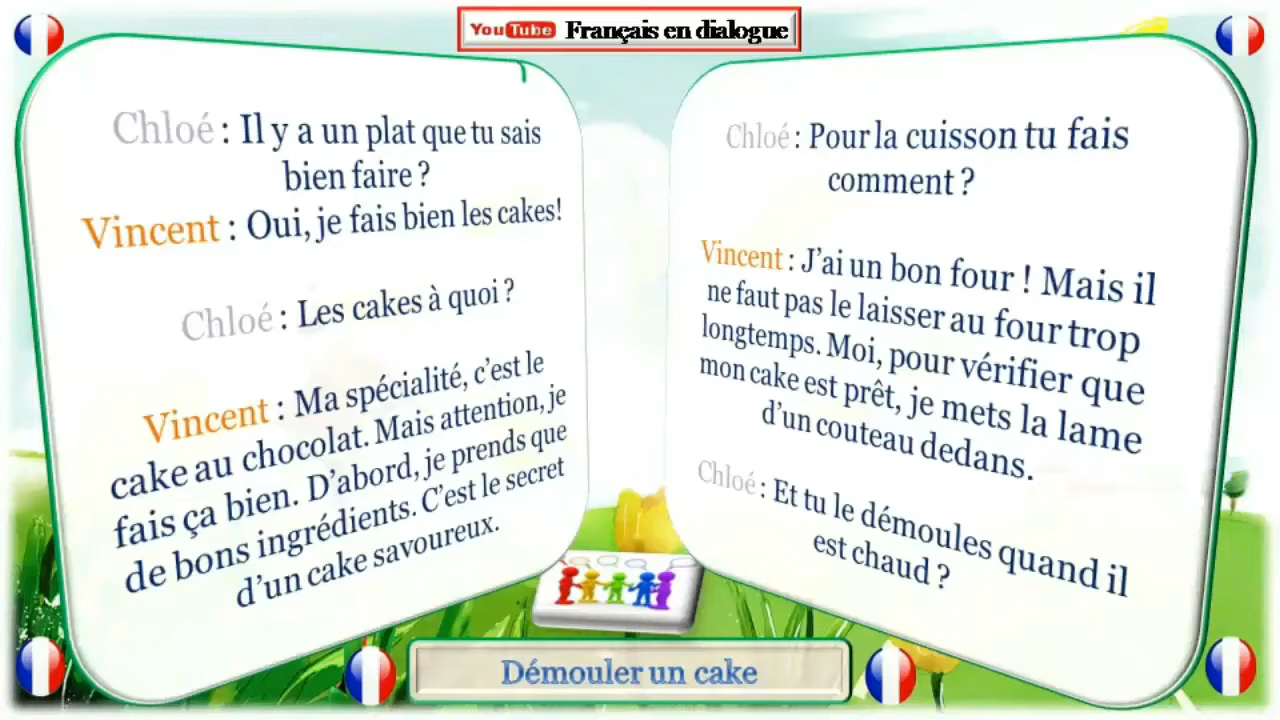 YouTube Français en dialogue
Chloé : Il y a un plat que tu sais
bien faire ?
Vincent : Oui, je fais bien les cakes!
Chloé : Les cakes à quoi ?
Vincent : Ma spécialité, c’est le
cake au chocolat. Mais attention, je
fais ça bien. D’abord, je prends que
de bons ingrédients. C’est le secret
d’un cake savoureux.
Chloé : Pour la cuisson tu fais
comment ?
Vincent : J’ai un bon four ! Mais il
ne faut pas le laisser au four trop
longtemps. Moi, pour vérifier que
mon cake est prêt, je mets la lame
d’un couteau dedans.
Chloé : Et tu le démoules quand il
est chaud ?
Démouler un cake